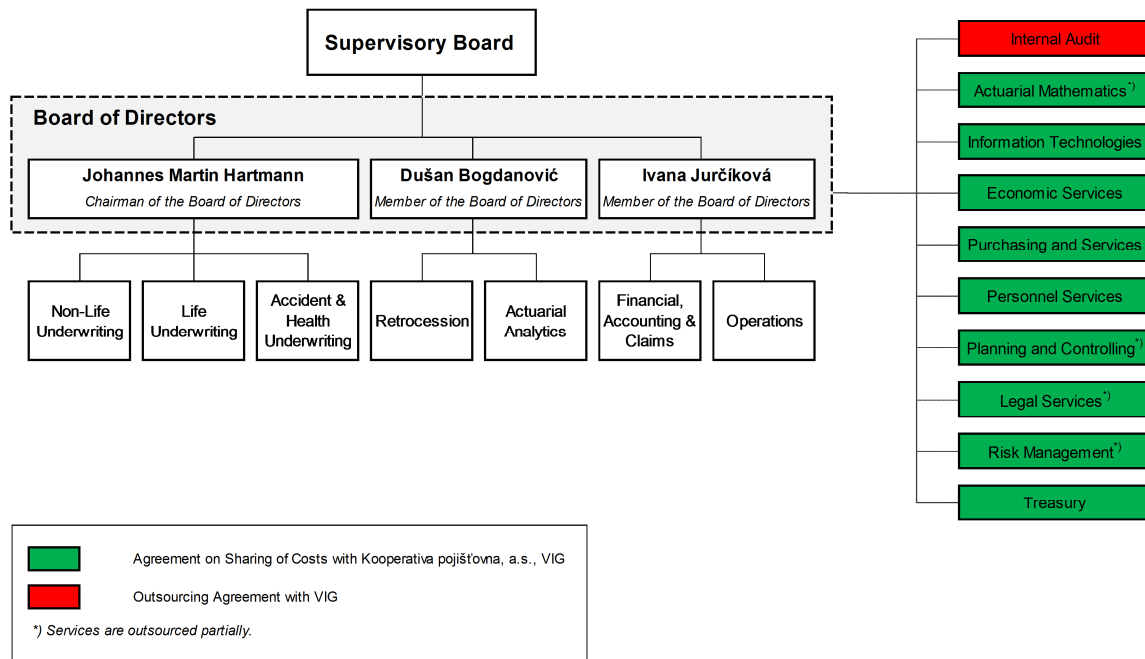 Supervisory Board
Board of Directors
Johannes Martin Hartmann
Chairman of the Board of Directors
Dušan Bogdanović
Member of the Board of Directors
Ivana Jurčíková
Member of the Board of Directors
Non-Life
Underwriting
Life
Underwriting
Accident &
Health
Underwriting
Retrocession
Actuarial
Analytics
Financial,
Accounting &
Claims
Operations
Internal Audit
Actuarial Mathematics*)
Information Technologies
Economic Services
Purchasing and Services
Personnel Services
Planning and Controlling*)
Legal Services*)
Risk Management*)
Treasury
Agreement on Sharing of Costs with Kooperativa pojišťovna, a.s., VIG
Outsourcing Agreement with VIG
*) Services are outsourced partially.